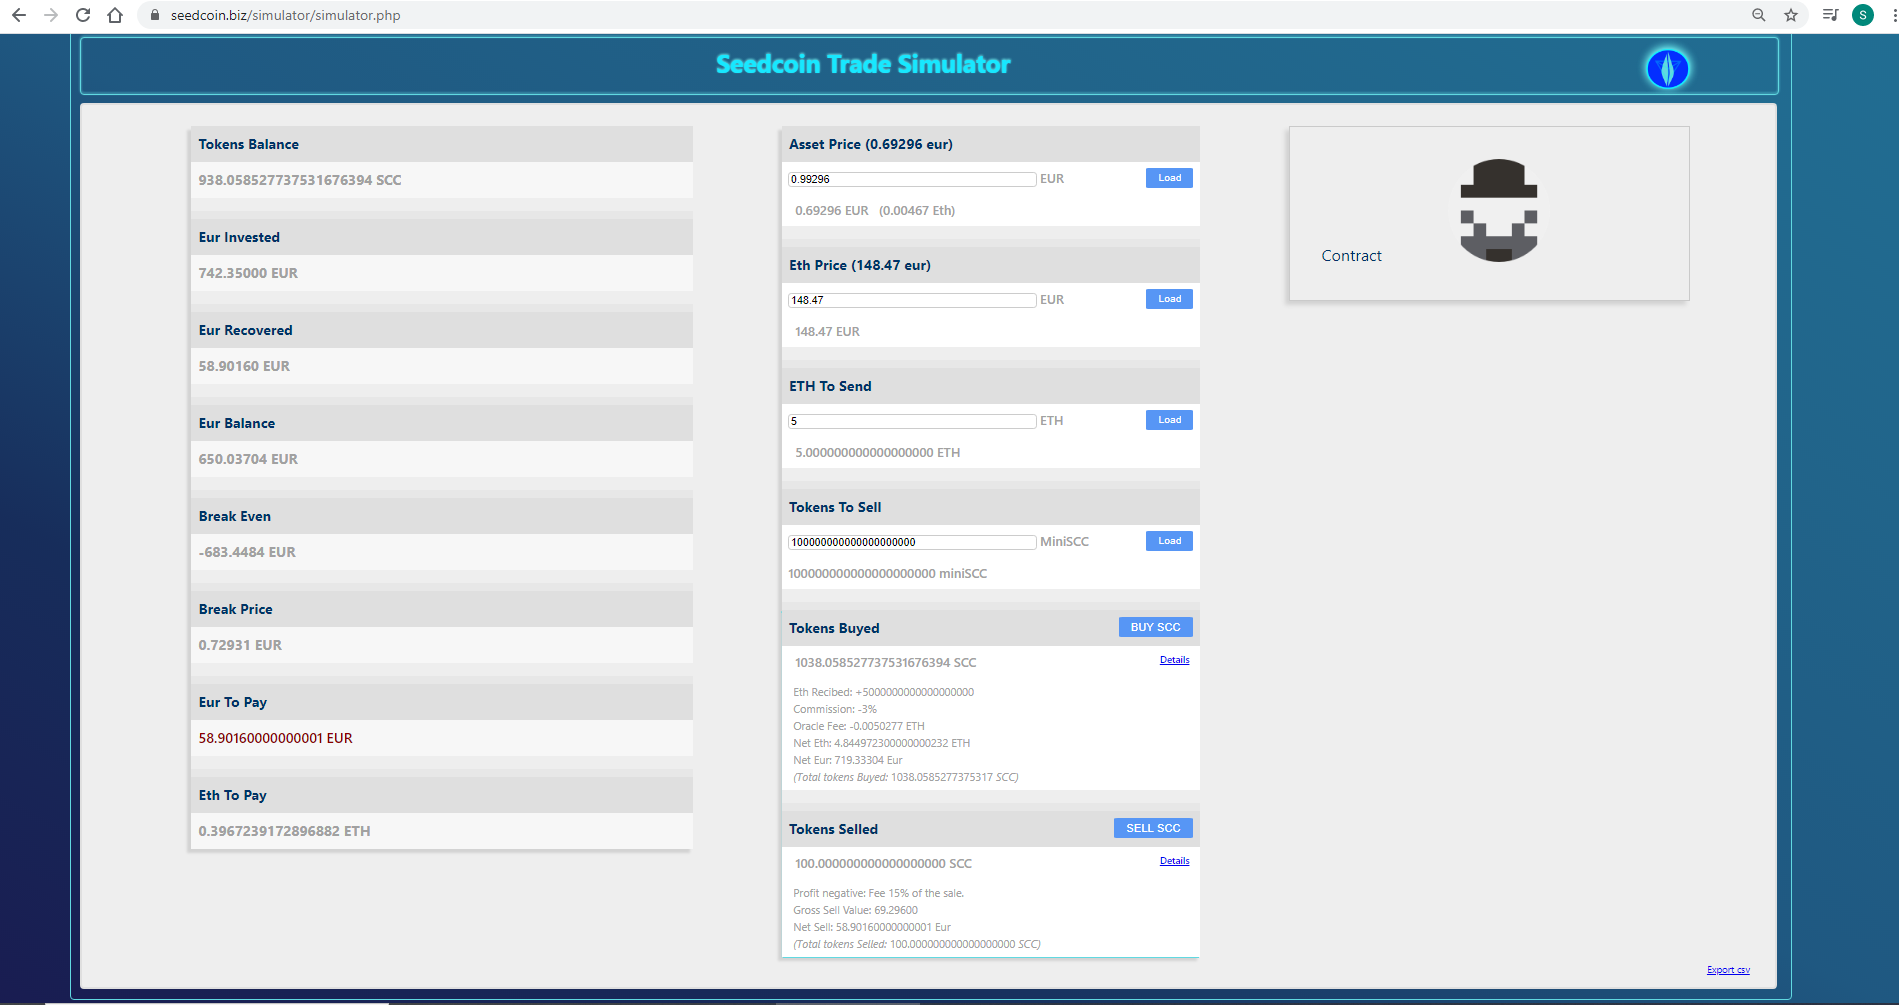 seedcoin.biz/simulator/simulator.php
S
Seedcoin Trade Simulator
Tokens Balance
938.058527737531676394 SCC
Eur Invested
742.35000 EUR
Eur Recovered
58.90160 EUR
Eur Balance
650.03704 EUR
Break Even
-683.4484 EUR
Break Price
0.72931 EUR
Eur To Pay
58.90160000000001 EUR
Eth To Pay
0.3967239172896882 ETH
Asset Price (0.69296 eur)
0.99296 EUR Load
0.69296 EUR (0.00467 Eth)
Eth Price (148.47 eur)
148.47 EUR Load
148.47 EUR
ETH To Send
5 ETH Load
5.000000000000000000 ETH
Tokens To Sell
100000000000000000000 MiniSCC Load
100000000000000000000 miniSCC
Tokens Buyed BUY SCC
1038.058527737531676394 SCC Details
Eth Recibed: +5000000000000000000
Commission: -3%
Oracle Fee: -0.0050277 ETH
Net Eth: 4.844972300000000232 ETH
Net Eur: 719.33304 Eur
(Total tokens Buyed: 1038.0585277375317 SCC)
Tokens Selled SELL SCC
100.000000000000000000 SCC Details
Profit negative: Fee 15% of the sale.
Gross Sell Value: 69.29600
Net Sell: 58.90160000000001 Eur
(Total tokens Selled: 100.000000000000000000 SCC)
Contract
Export csv